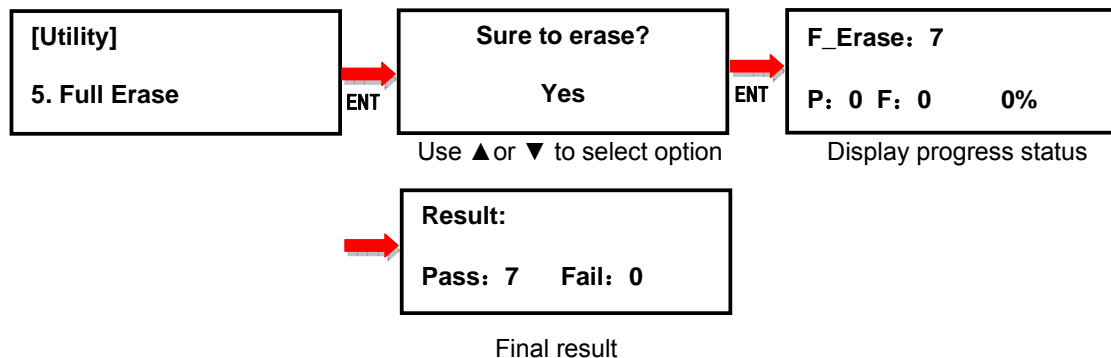 [Utility]
5. Full Erase
ENT
Sure to erase?
Yes
Use ▲or ▼ to select option
ENT
F_Erase：7
P：0 F：0 0%
Display progress status
Result:
Pass：7 Fail：0
Final result